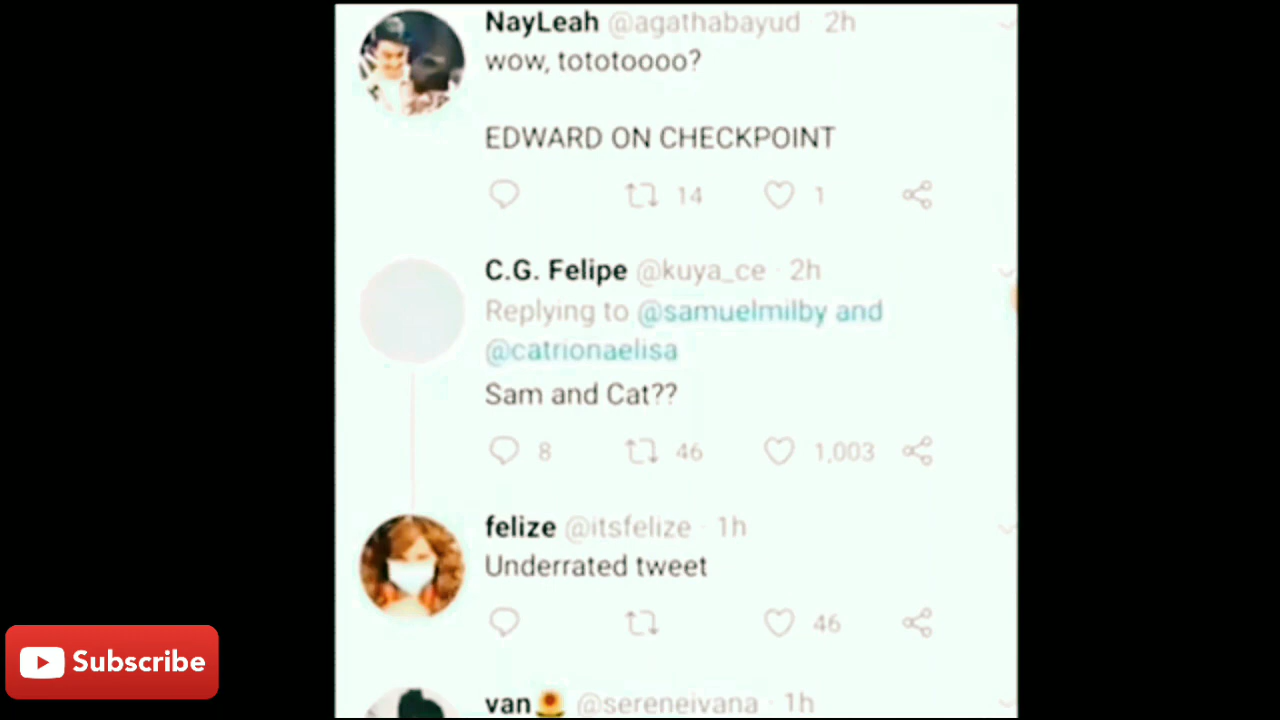 NayLeah @agathabayud 2h
wow, tototoooo?
EDWARD ON CHECKPOINT
14 1
C.G. Felipe @kuya_ce · 2h
Replying to @samuelmilby and
@catrionaelisa
Sam and Cat??
8 46 1,003
felize @itsfelize · 1h
Underrated tweet
46
Subscribe
van🌻 @sereneivana · 1h